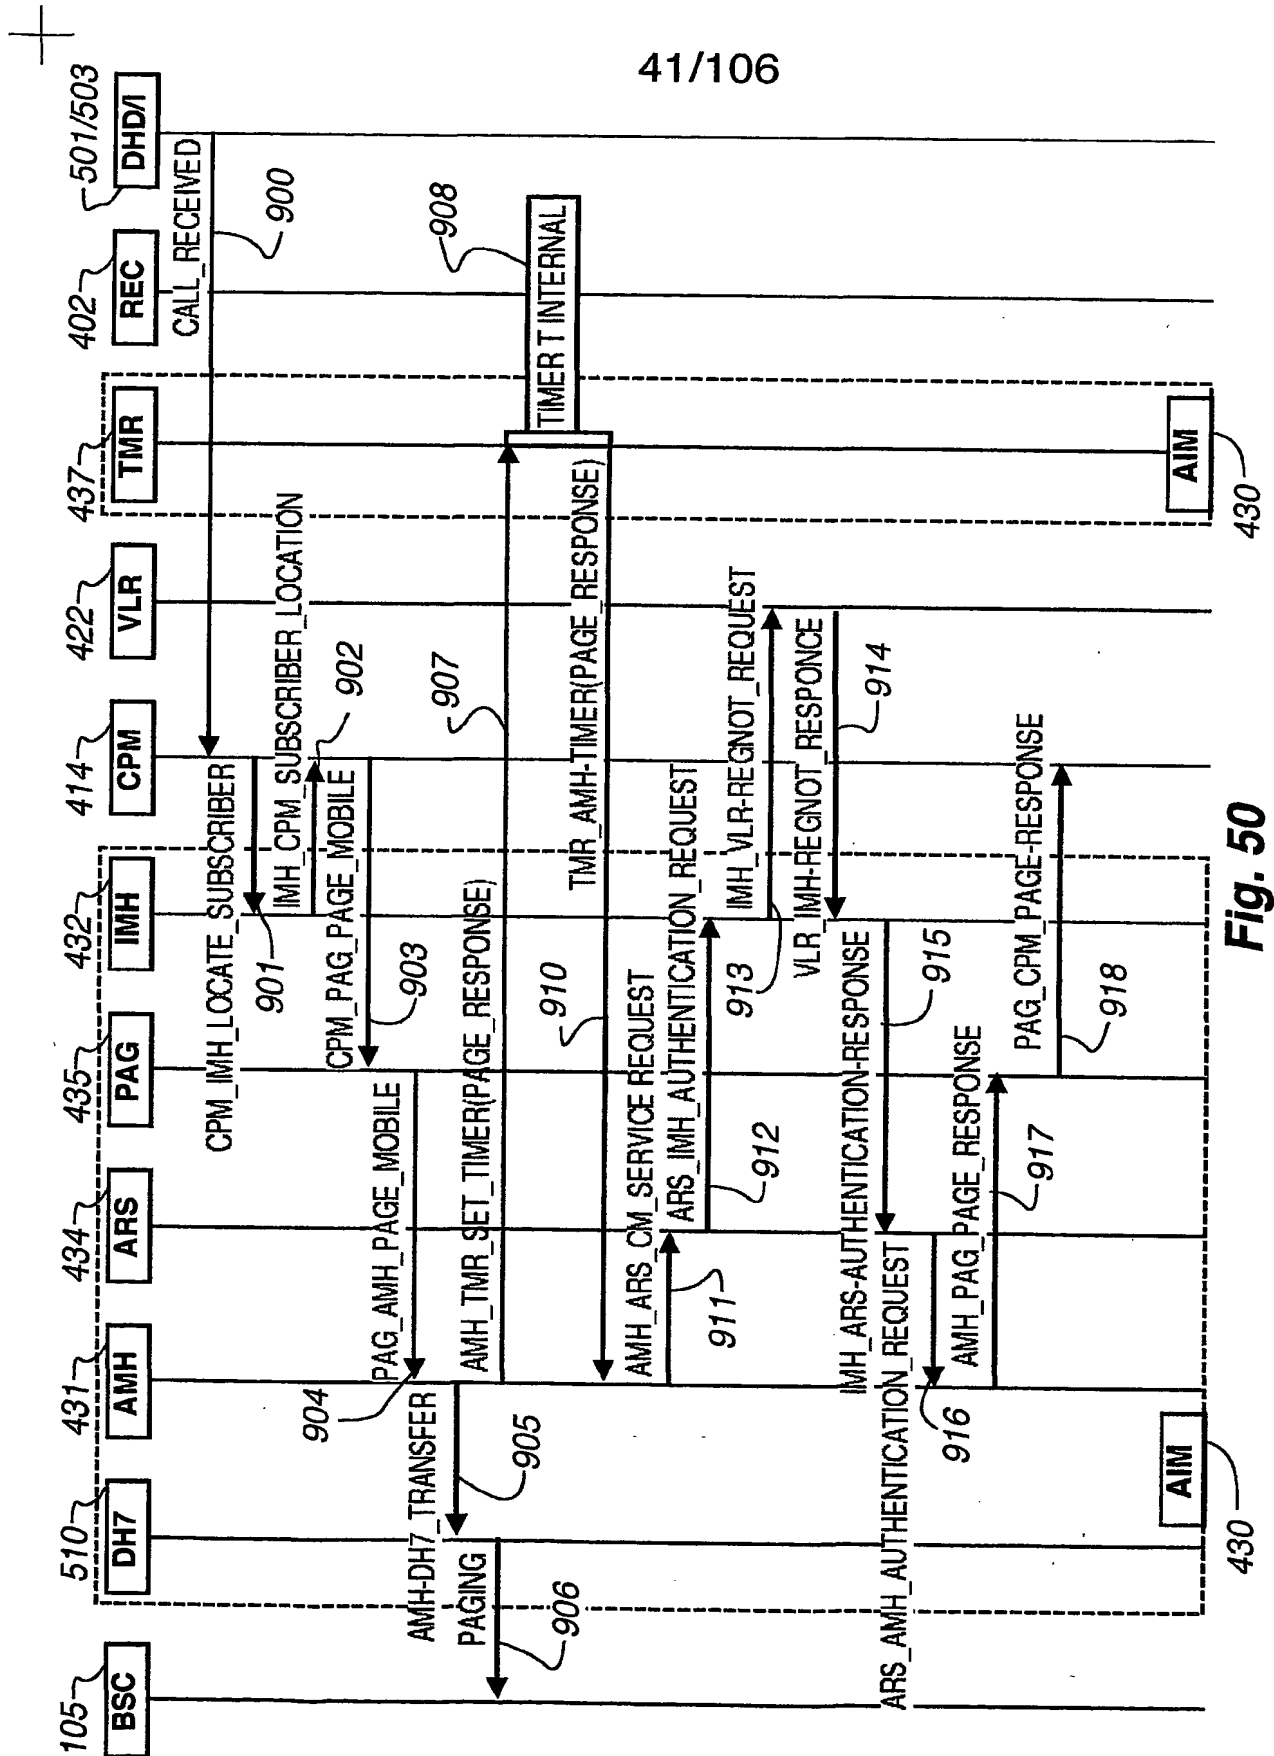 41/106
105
BSC
510
DH7
431
AMH
434
ARS
435
PAG
432
IMH
414
CPM
422
VLR
437
TMR
402
REC
501/503
DHD/I
CALL_RECEIVED
900
CPM_IMH_LOCATE_SUBSCRIBER
901
IMH_CPM_SUBSCRIBER_LOCATION
902
CPM_PAG_PAGE_MOBILE
903
PAG_AMH_PAGE_MOBILE
904
AMH-DH7_TRANSFER
905
PAGING
906
AMH_TMR_SET_TIMER(PAGE_RESPONSE)
907
TIMER T INTERNAL
908
TMR_AMH-TIMER(PAGE_RESPONSE)
910
AMH_ARS_CM_SERVICE REQUEST
911
ARS_IMH_AUTHENTICATION_REQUEST
912
IMH_VLR-REGNOT_REQUEST
913
VLR_IMH-REGNOT_RESPONCE
914
IMH_ARS-AUTHENTICATION-RESPONSE
915
ARS_AMH_AUTHENTICATION_REQUEST
916
AMH_PAG_PAGE_RESPONSE
917
PAG_CPM_PAGE-RESPONSE
918
AIM
430
AIM
430
Fig. 50